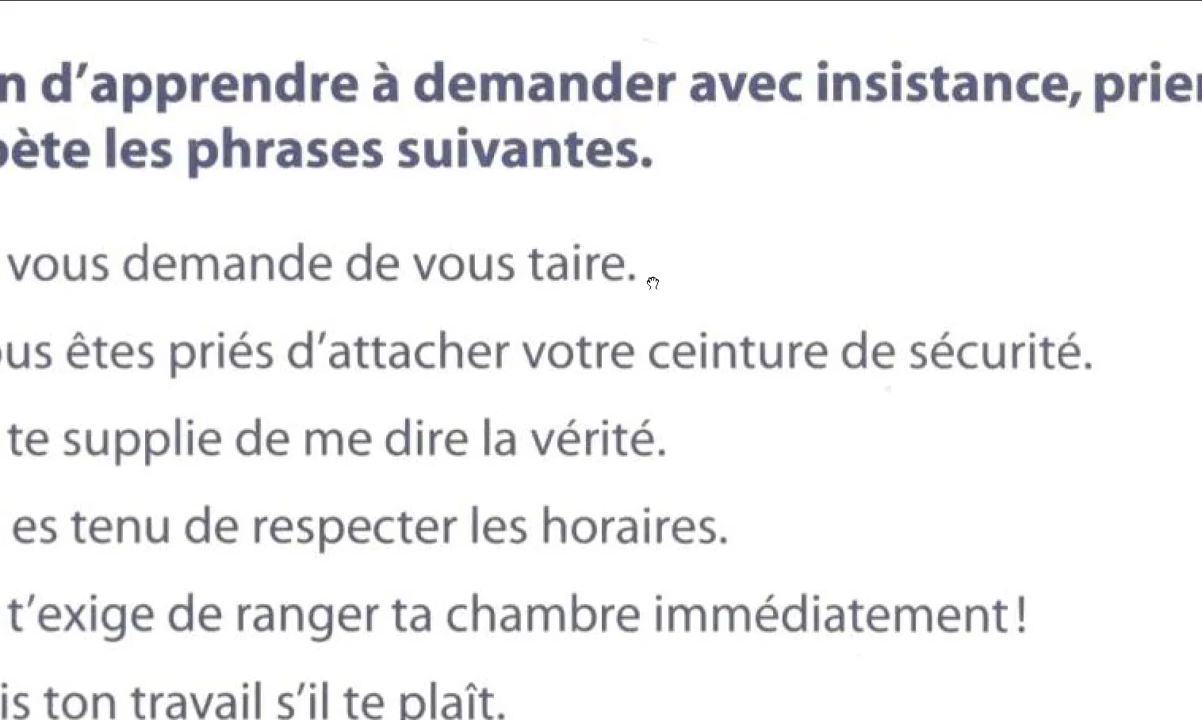 n d'apprendre à demander avec insistance, prier
pète les phrases suivantes.
vous demande de vous taire.
ous êtes priés d'attacher votre ceinture de sécurité.
te supplie de me dire la vérité.
es tenu de respecter les horaires.
t'exige de ranger ta chambre immédiatement !
is ton travail s'il te plaît.